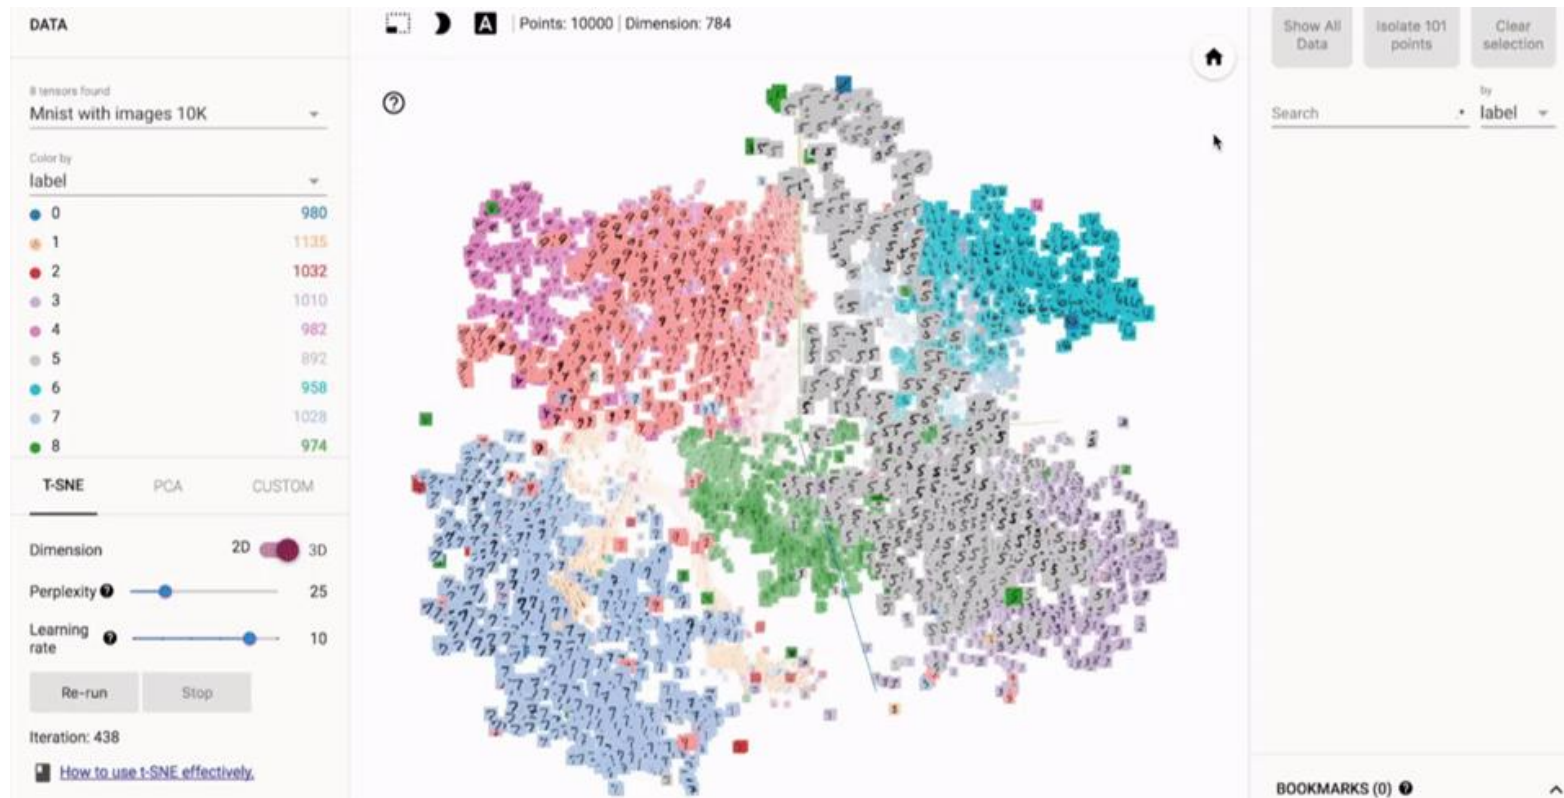 DATA
8 tensors found
Mnist with images 10K
Color by
label
0 980
1 1135
2 1032
3 1010
4 982
5 892
6 958
7 1028
8 974
T-SNE PCA CUSTOM
Dimension 2D 3D
Perplexity ? 25
Learning rate ? 10
Re-run Stop
Iteration: 438
How to use t-SNE effectively.
A | Points: 10000 | Dimension: 784
?
Show All Data
Isolate 101 points
Clear selection
Search .*
by
label
BOOKMARKS (0) ?